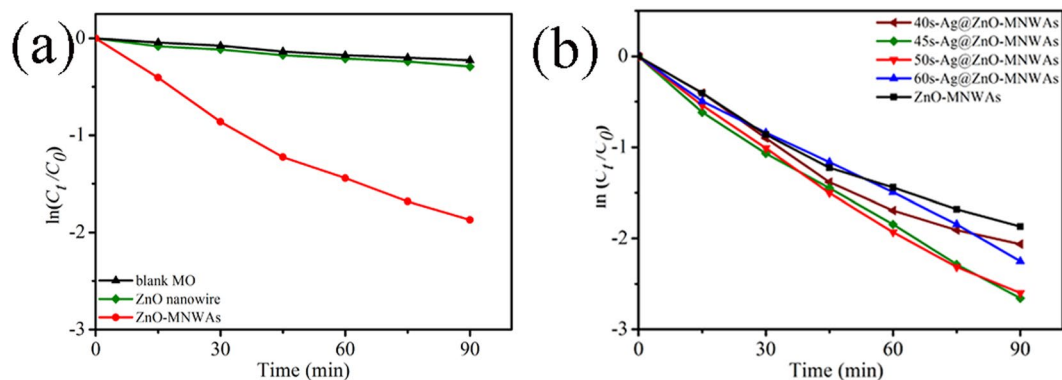 (a)
0
-1
-2
-3
ln(Ct/C0)
blank MO
ZnO nanowire
ZnO-MNWAs
0 30 60 90
Time (min)
(b)
0
-1
-2
-3
ln (Ct/C0)
40s-Ag@ZnO-MNWAs
45s-Ag@ZnO-MNWAs
50s-Ag@ZnO-MNWAs
60s-Ag@ZnO-MNWAs
ZnO-MNWAs
0 30 60 90
Time (min)